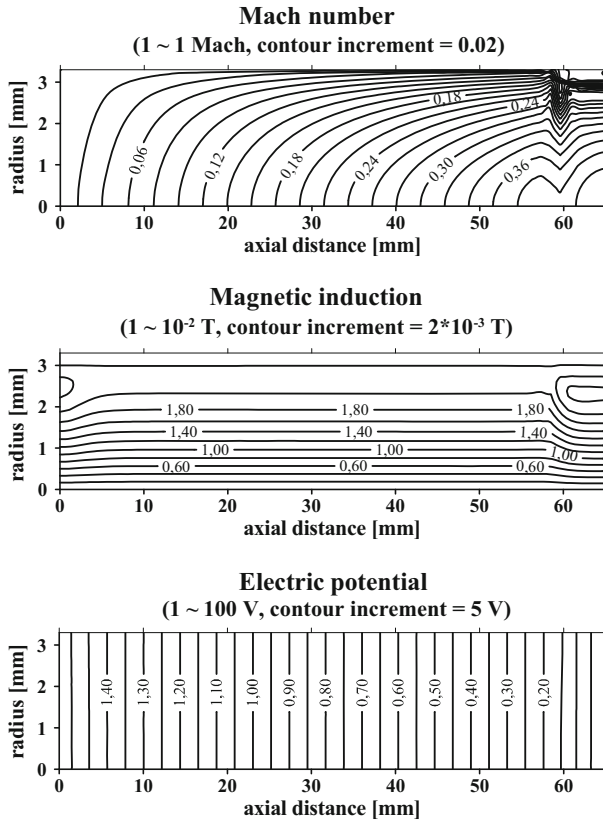 Mach number
(1 ~ 1 Mach, contour increment = 0.02)
radius [mm]
3
2
1
0
0,06
0,12
0,18
0,24
0,30
0,36
0,18
0,24
0 10 20 30 40 50 60
axial distance [mm]
Magnetic induction
(1 ~ 10⁻² T, contour increment = 2*10⁻³ T)
radius [mm]
3
2
1
0
1,80 1,80 1,80
1,40 1,40 1,40
1,00 1,00 1,00
0,60 0,60 0,60
0 10 20 30 40 50 60
axial distance [mm]
Electric potential
(1 ~ 100 V, contour increment = 5 V)
radius [mm]
3
2
1
0
1,40 1,30 1,20 1,10 1,00 0,90 0,80 0,70 0,60 0,50 0,40 0,30 0,20
0 10 20 30 40 50 60
axial distance [mm]